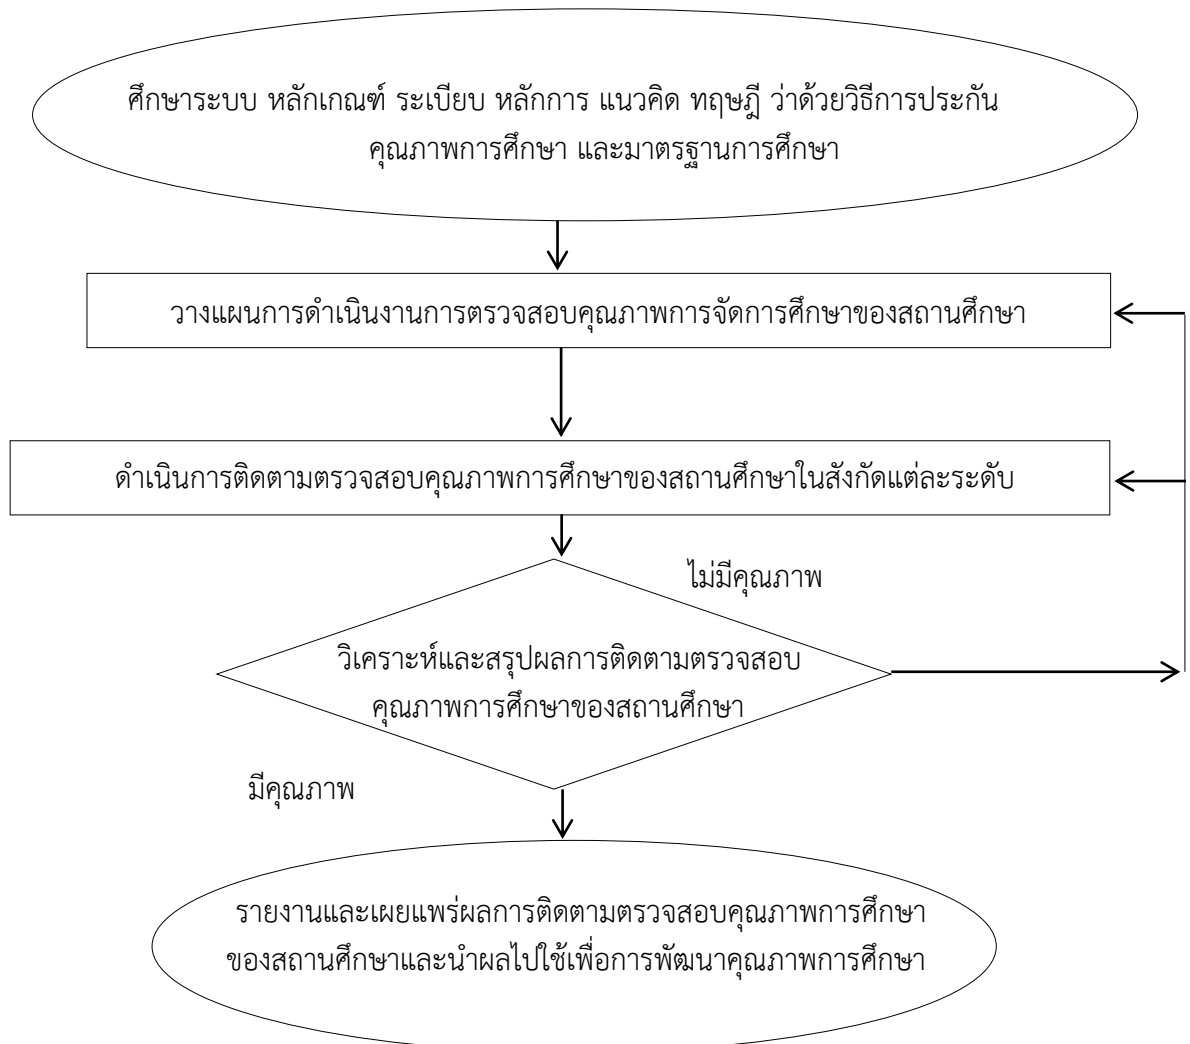 ศึกษาระบบ หลักเกณฑ์ ระเบียบ หลักการ แนวคิด ทฤษฎี ว่าด้วยวิธีการประกัน
คุณภาพการศึกษา และมาตรฐานการศึกษา
วางแผนการดำเนินงานการตรวจสอบคุณภาพการจัดการศึกษาของสถานศึกษา
ดำเนินการติดตามตรวจสอบคุณภาพการศึกษาของสถานศึกษาในสังกัดแต่ละระดับ
ไม่มีคุณภาพ
วิเคราะห์และสรุปผลการติดตามตรวจสอบ
คุณภาพการศึกษาของสถานศึกษา
มีคุณภาพ
รายงานและเผยแพร่ผลการติดตามตรวจสอบคุณภาพการศึกษา
ของสถานศึกษาและนำผลไปใช้เพื่อการพัฒนาคุณภาพการศึกษา